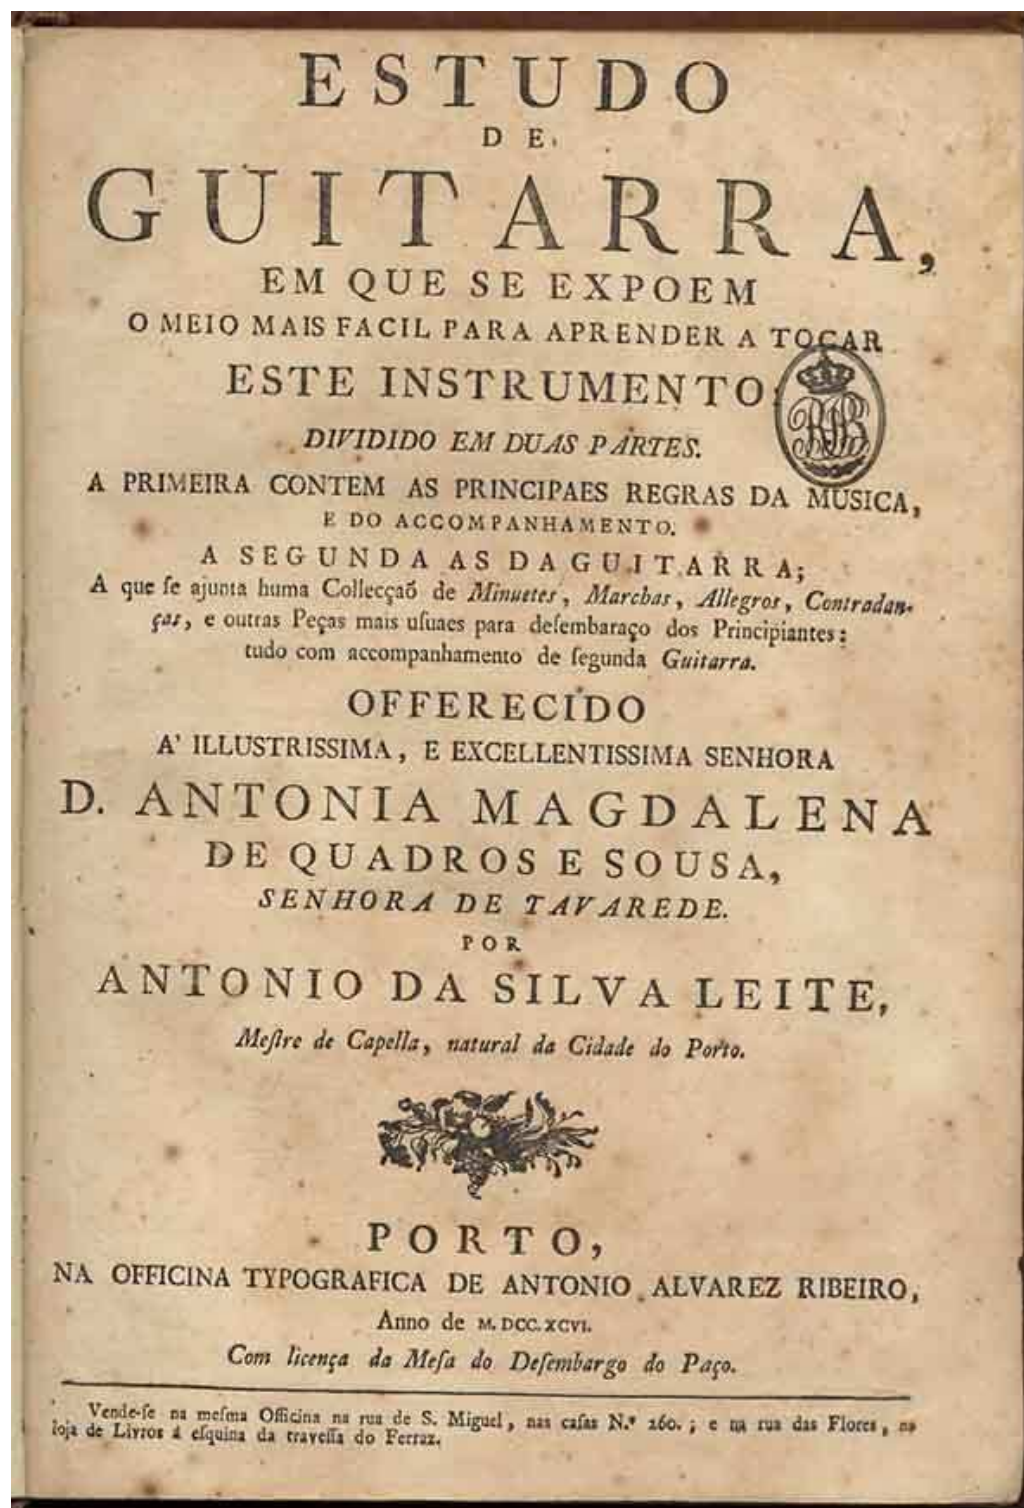 ESTUDO
DE
GUITARRA,
EM QUE SE EXPOEM
O MEIO MAIS FACIL PARA APRENDER A TOCAR
ESTE INSTRUMENTO:
DIVIDIDO EM DUAS PARTES.
A PRIMEIRA CONTEM AS PRINCIPAES REGRAS DA MUSICA,
E DO ACCOMPANHAMENTO.
A SEGUNDA AS DA GUITARRA;
A que ſe ajunta huma Collecçaõ de Minuetes, Marchas, Allegros, Contradan-
ças, e outras Peças mais uſuaes para deſembaraço dos Principiantes:
tudo com accompanhamento de ſegunda Guitarra.
OFFERECIDO
A' ILLUSTRISSIMA, E EXCELLENTISSIMA SENHORA
D. ANTONIA MAGDALENA
DE QUADROS E SOUSA,
SENHORA DE TAVAREDE.
POR
ANTONIO DA SILVA LEITE,
Meſtre de Capella, natural da Cidade do Porto.
PORTO,
NA OFFICINA TYPOGRAFICA DE ANTONIO ALVAREZ RIBEIRO,
Anno de M. DCC. XCVI.
Com licença da Meſa do Deſembargo do Paço.
Vende-ſe na meſma Officina na rua de S. Miguel, nas caſas N.º 260.; e na rua das Flores, na
loja de Livros á eſquina da traveſſa do Ferraz.